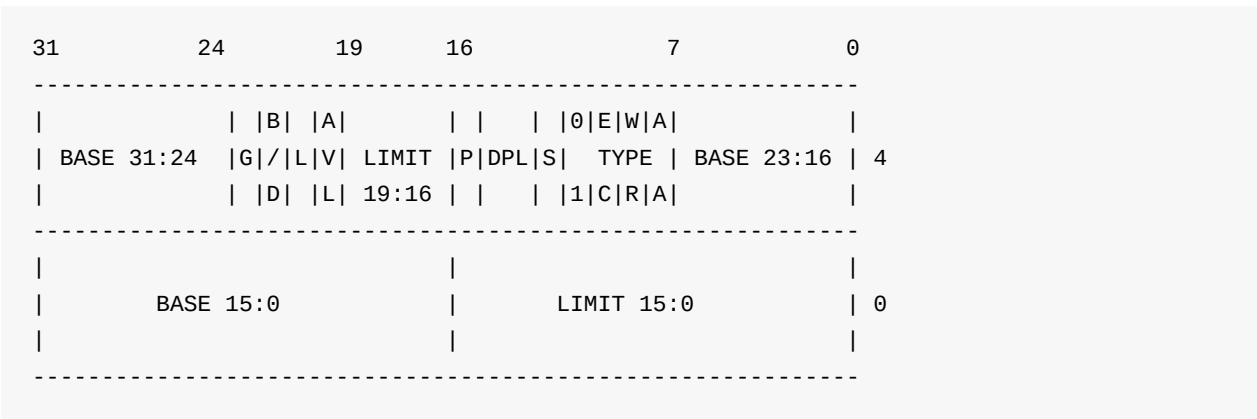 31          24          19      16                7             0
------------------------------------------------------------
|             | |B| |A|       | |   | |0|E|W|A|            |
| BASE 31:24  |G|/|L|V| LIMIT |P|DPL|S|  TYPE | BASE 23:16 | 4
|             | |D| |L| 19:16 | |   | |1|C|R|A|            |
------------------------------------------------------------
|                             |                            |
|        BASE 15:0            |       LIMIT 15:0           | 0
|                             |                            |
------------------------------------------------------------